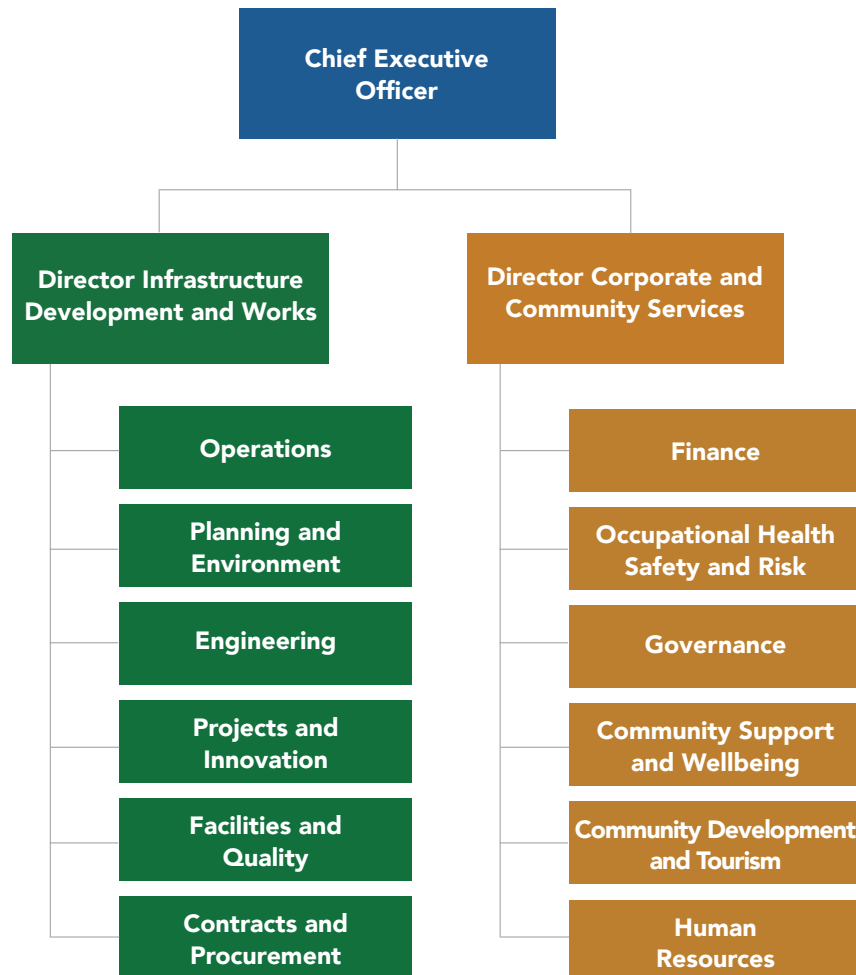 Chief Executive
Officer
Director Infrastructure
Development and Works
Operations
Planning and
Environment
Engineering
Projects and
Innovation
Facilities and
Quality
Contracts and
Procurement
Director Corporate and
Community Services
Finance
Occupational Health
Safety and Risk
Governance
Community Support
and Wellbeing
Community Development
and Tourism
Human
Resources